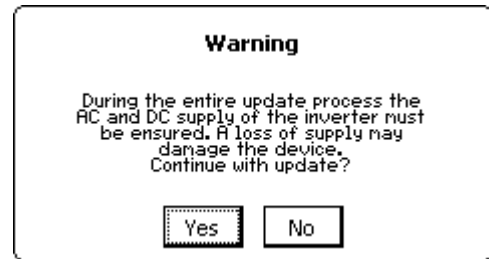 Warning
During the entire update process the
AC and DC supply of the inverter must
be ensured. A loss of supply may
damage the device.
Continue with update?
Yes No